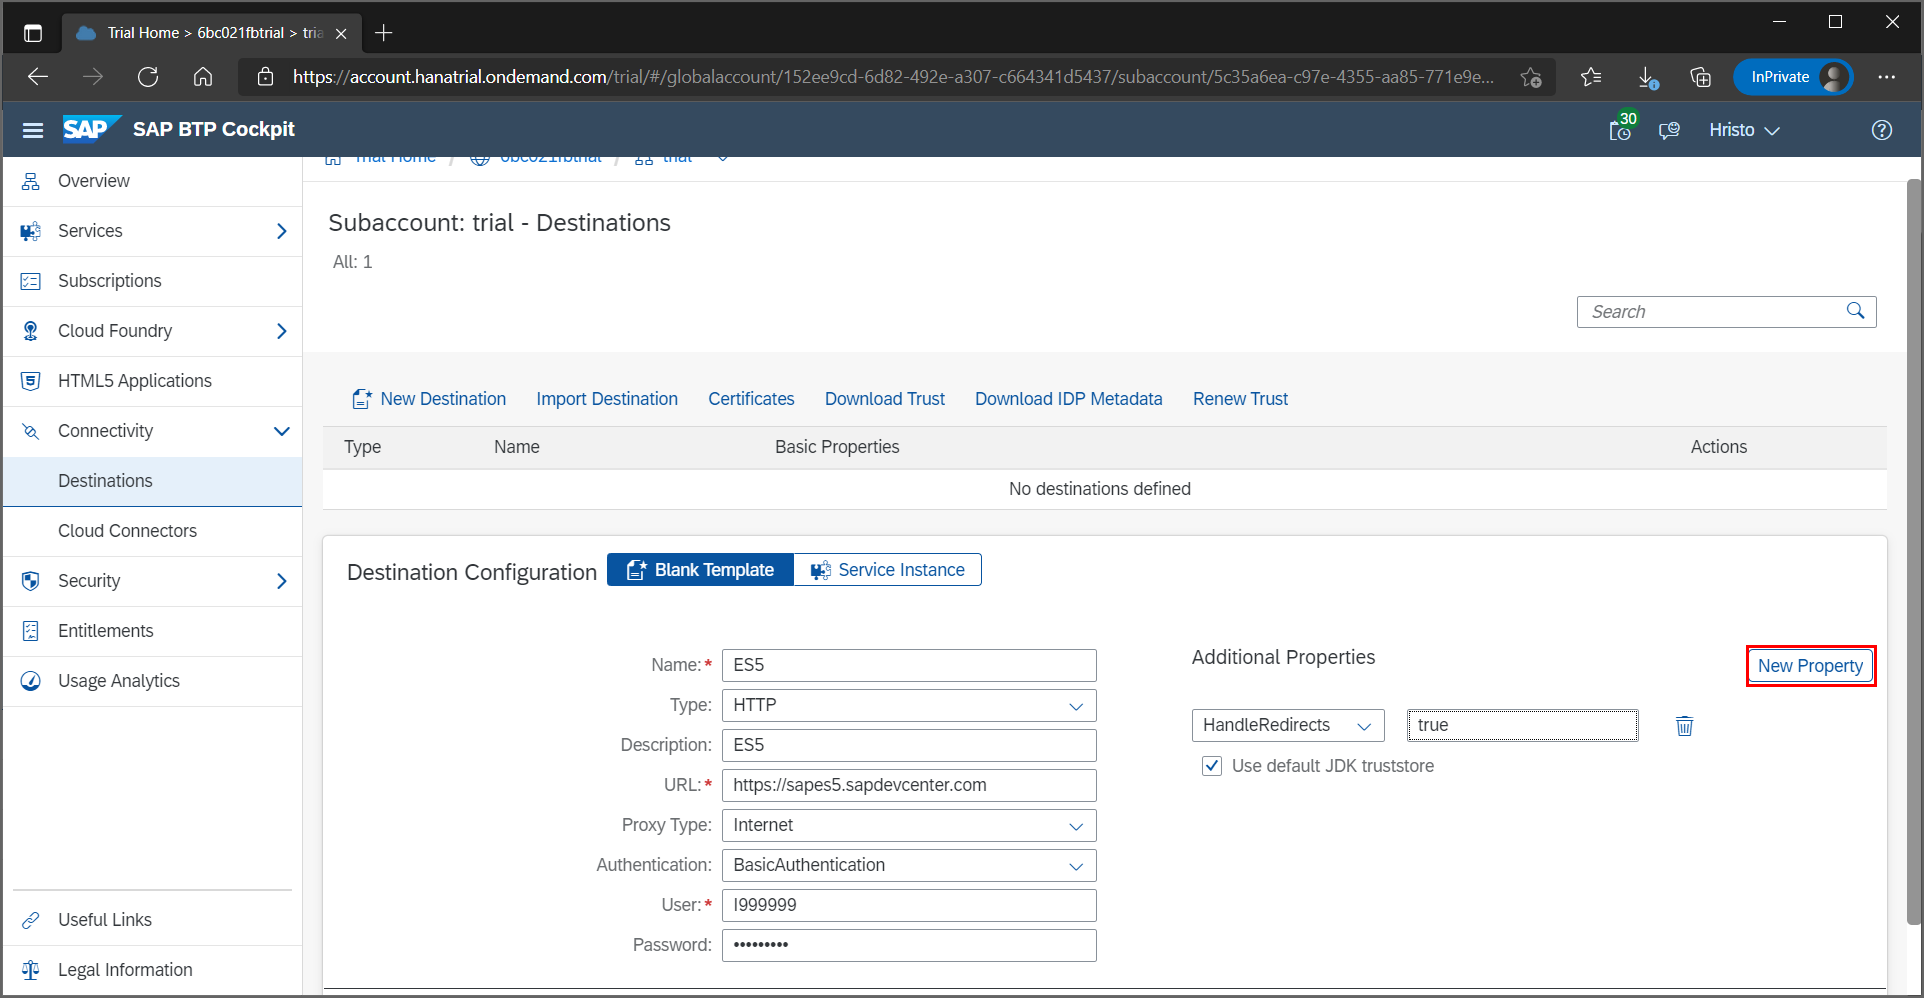 Trial Home > 6bc021fbtrial > tria
https://account.hanatrial.ondemand.com/trial/#/globalaccount/152ee9cd-6d82-492e-a307-c664341d5437/subaccount/5c35a6ea-c97e-4355-aa85-771e9e...
InPrivate
SAP SAP BTP Cockpit
30
Hristo
Trial Home / 6bc021fbtrial / trial
Overview
Services
Subscriptions
Cloud Foundry
HTML5 Applications
Connectivity
Destinations
Cloud Connectors
Security
Entitlements
Usage Analytics
Useful Links
Legal Information
Subaccount: trial - Destinations
All: 1
Search
New Destination Import Destination Certificates Download Trust Download IDP Metadata Renew Trust
Type Name Basic Properties Actions
No destinations defined
Destination Configuration Blank Template Service Instance
Name:* ES5
Type: HTTP
Description: ES5
URL:* https://sapes5.sapdevcenter.com
Proxy Type: Internet
Authentication: BasicAuthentication
User:* I999999
Password: •••••••••
Additional Properties
New Property
HandleRedirects true
Use default JDK truststore